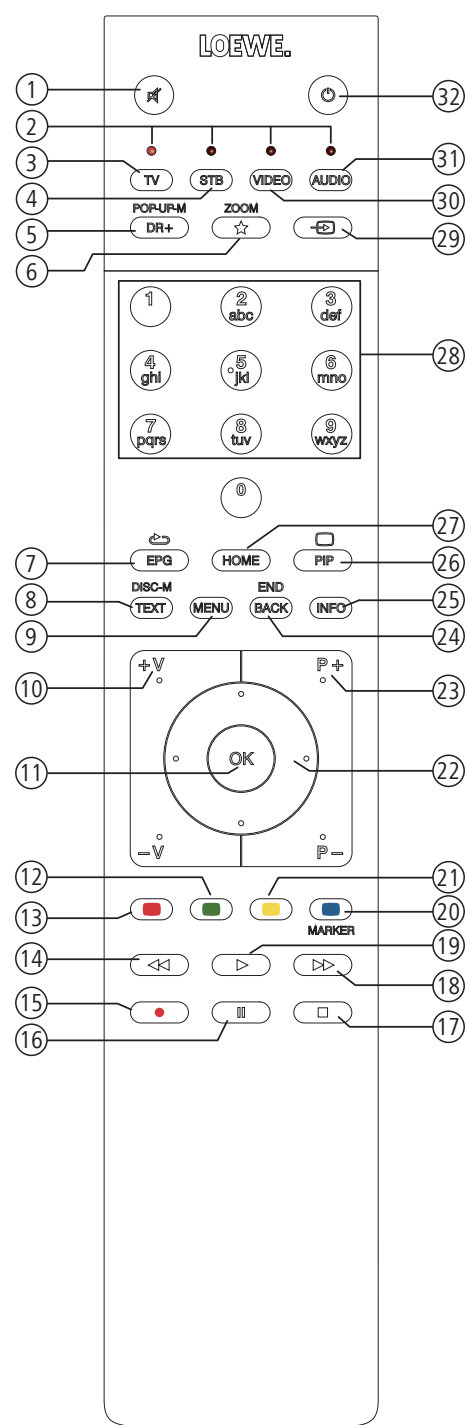 LOEWE.
1
32
2
3
TV
STB
VIDEO
AUDIO
31
4
30
POP-UP-M
ZOOM
5
DR+
29
6
1
2
3
abc
def
28
4
5
6
ghi
jkl
mno
7
8
9
pqrs
tuv
wxyz
0
27
7
EPG
HOME
PIP
26
DISC-M
END
8
TEXT
MENU
BACK
INFO
25
9
24
+V
P+
10
23
11
OK
22
-V
P-
12
21
13
20
MARKER
14
19
18
15
16
17